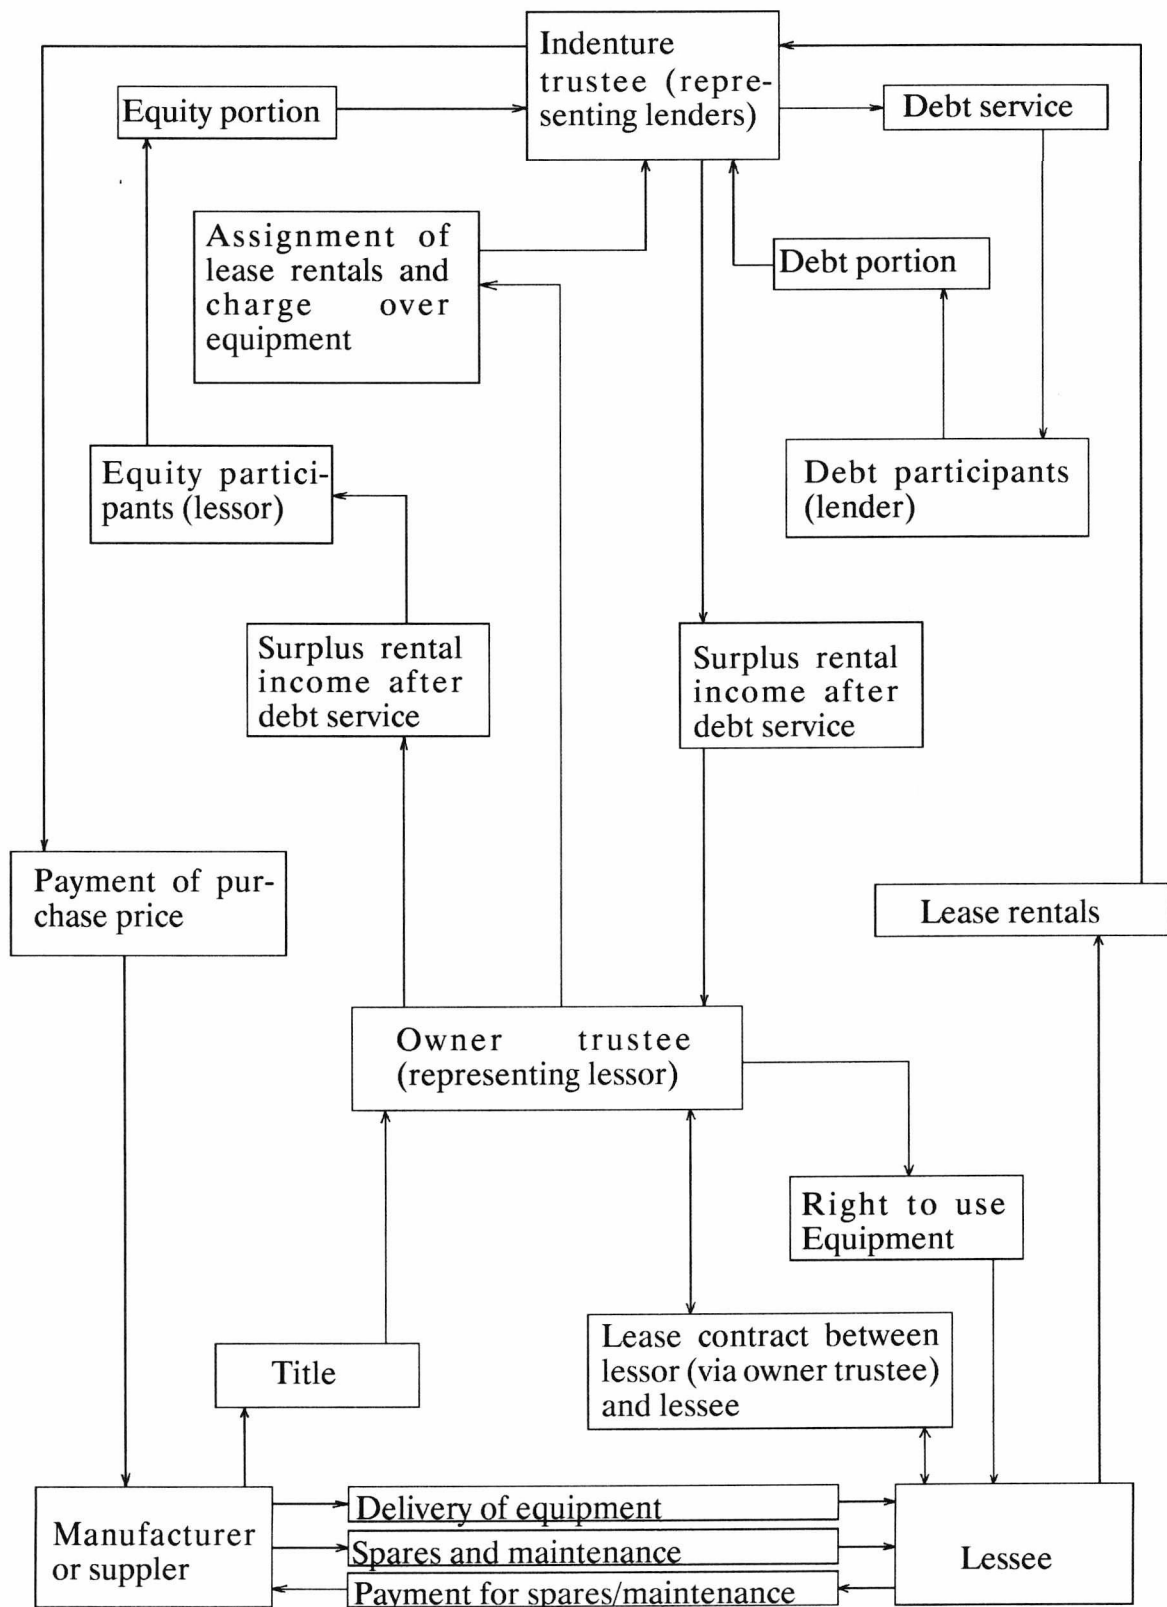 Indenture
trustee (repre-
senting lenders)
Equity portion
Debt service
Assignment of
lease rentals and
charge over
equipment
Debt portion
Equity partici-
pants (lessor)
Debt participants
(lender)
Surplus rental
income after
debt service
Surplus rental
income after
debt service
Payment of pur-
chase price
Lease rentals
Owner trustee
(representing lessor)
Right to use
Equipment
Lease contract between
lessor (via owner trustee)
and lessee
Title
Manufacturer
or suppler
Delivery of equipment
Spares and maintenance
Payment for spares/maintenance
Lessee